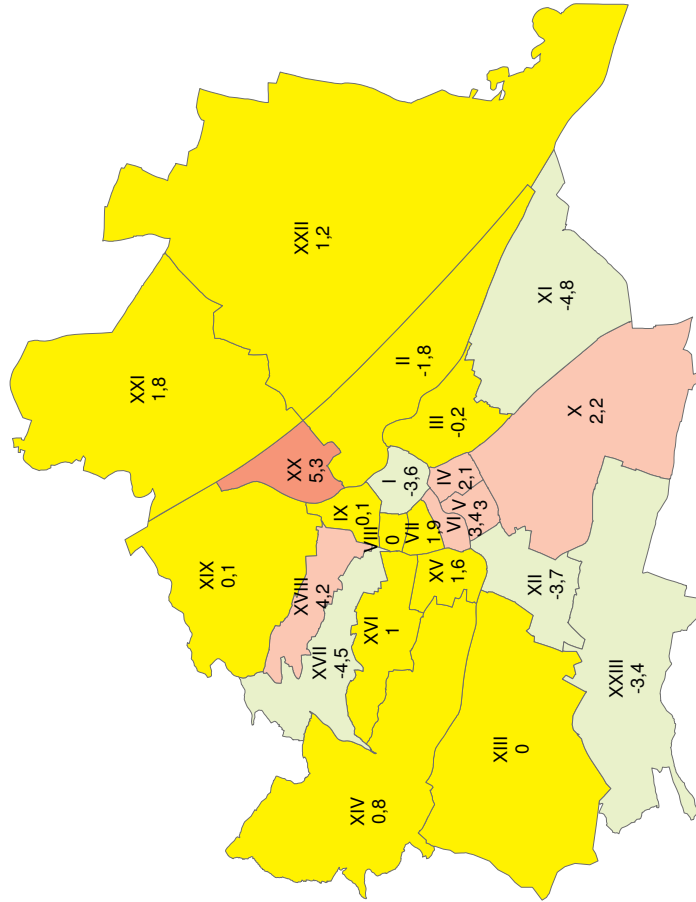 XXII
1,2
XXI
1,8
II
-1,8
XI
-4,8
III
-0,2
X
2,2
XX
5,3
I
-3,6
IV
2,1
V
3
VI
3,4
IX
0,1
VIII
0
VII
1,9
XV
1,6
XIX
0,1
XVIII
4,2
XVII
-4,5
XVI
1
XII
-3,7
XXIII
-3,4
XIII
0
XIV
0,8